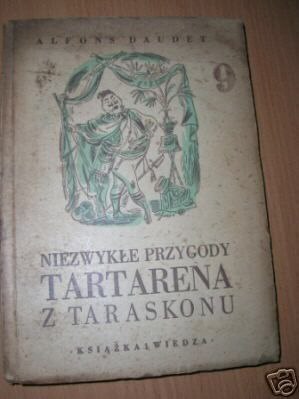 ALFONS DAUDET
9
NIEZWYKŁE PRZYGODY
TARTARENA
Z TARASKONU
·KSIĄŻKA I WIEDZA·